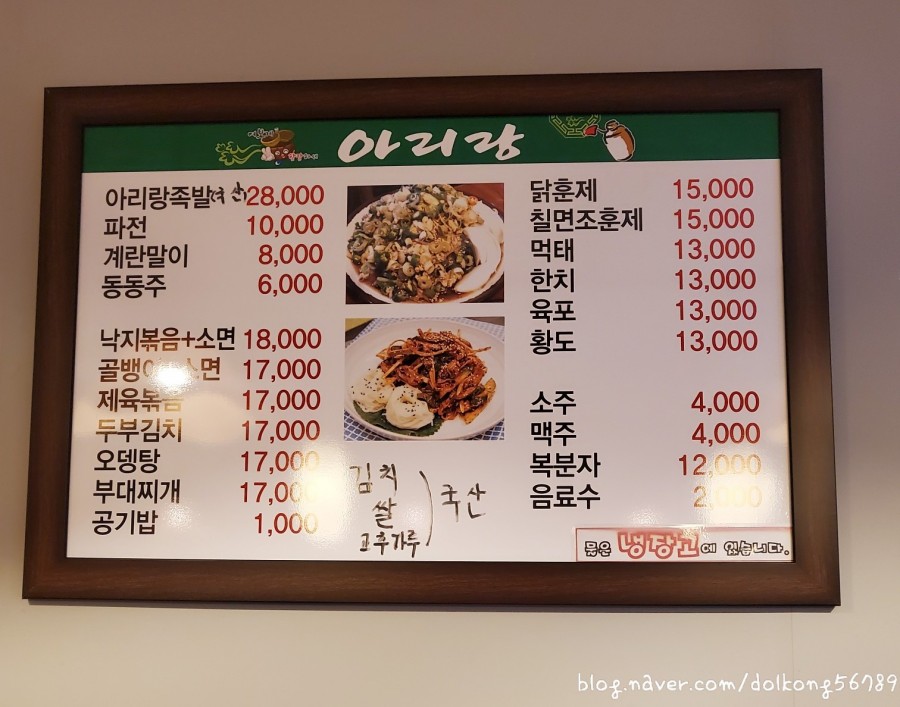 아리랑
아리랑족발 28,000
파전 10,000
계란말이 8,000
동동주 6,000
낙지볶음+소면 18,000
골뱅이+소면 17,000
제육볶음 17,000
두부김치 17,000
오뎅탕 17,000
부대찌개 17,000
공기밥 1,000
김치
쌀
고추가루
국산
닭훈제 15,000
칠면조훈제 15,000
먹태 13,000
한치 13,000
육포 13,000
황도 13,000
소주 4,000
맥주 4,000
복분자 12,000
음료수 2,000
물은 냉장고에 있습니다.
blog.naver.com/dolkong56789